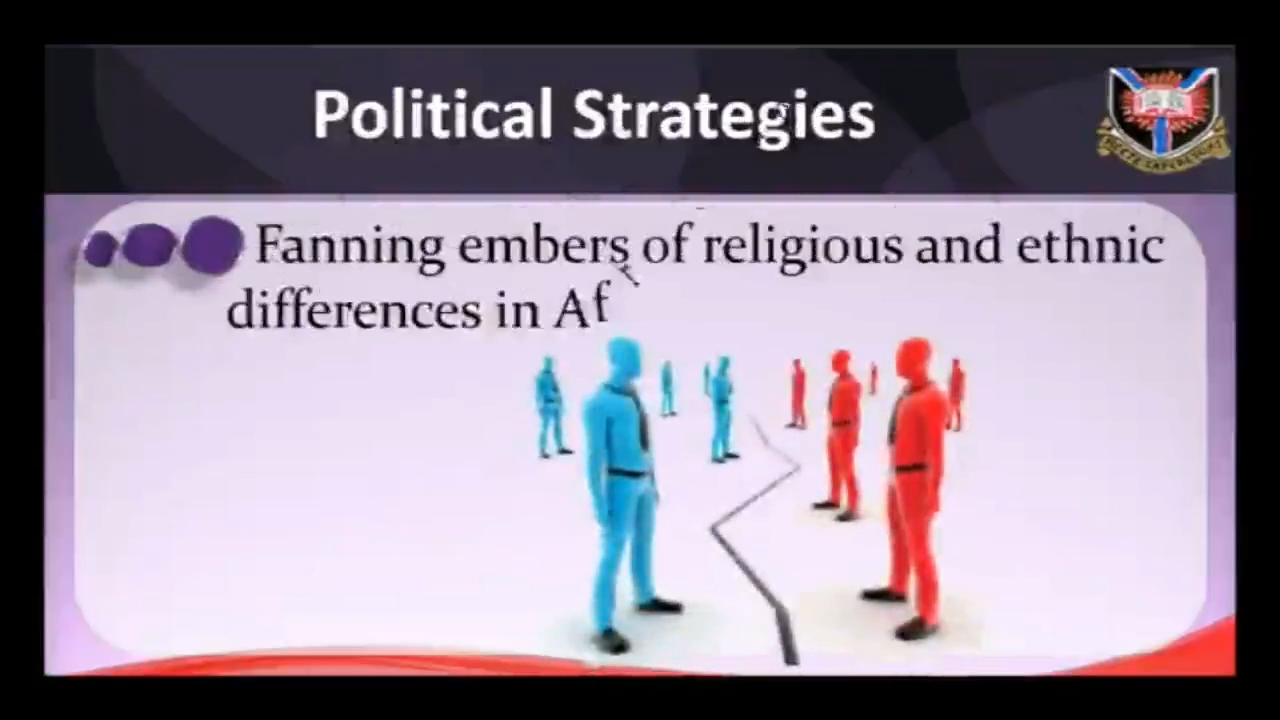 Political Strategies
Fanning embers of religious and ethnic
differences in Af